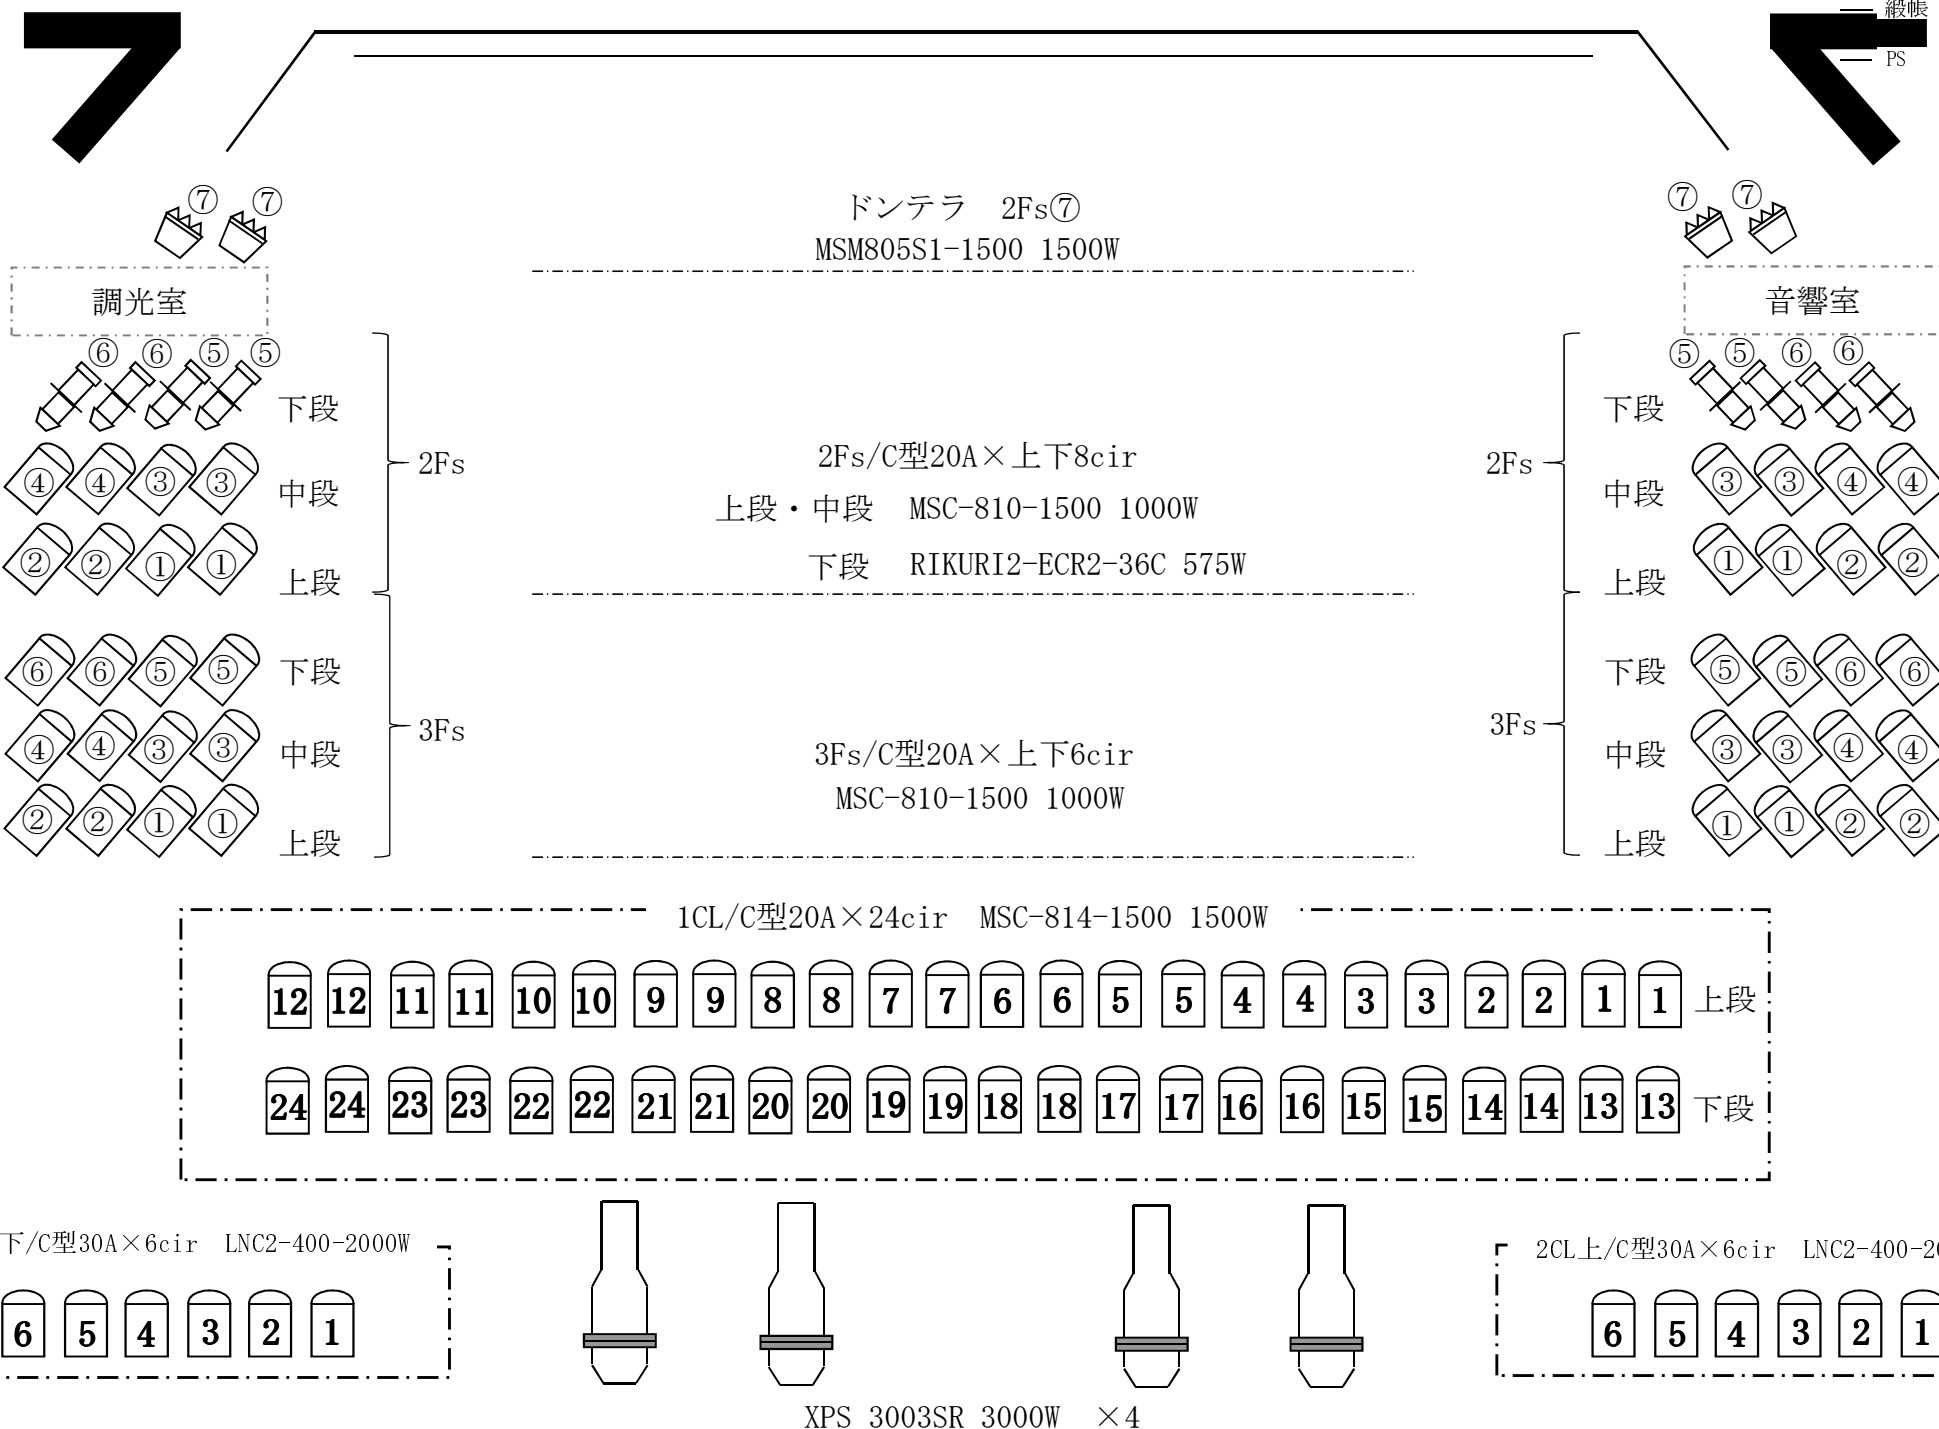 緞帳
PS
⑦ ⑦
⑦ ⑦
ドンテラ　2Fs⑦
MSM805S1-1500 1500W
調光室
音響室
⑥ ⑥ ⑤ ⑤
⑤ ⑤ ⑥ ⑥
下段
下段
④ ④ ③ ③
中段
2Fs
2Fs/C型20A×上下8cir
2Fs
中段
③ ③ ④ ④
上段・中段　MSC-810-1500 1000W
② ② ① ①
上段
下段　RIKURI2-ECR2-36C 575W
上段
① ① ② ②
⑥ ⑥ ⑤ ⑤
下段
下段
⑤ ⑤ ⑥ ⑥
3Fs
3Fs
④ ④ ③ ③
中段
3Fs/C型20A×上下6cir
中段
③ ③ ④ ④
MSC-810-1500 1000W
② ② ① ①
上段
上段
① ① ② ②
1CL/C型20A×24cir　MSC-814-1500 1500W
12 12 11 11 10 10 9 9 8 8 7 7 6 6 5 5 4 4 3 3 2 2 1 1 上段
24 24 23 23 22 22 21 21 20 20 19 19 18 18 17 17 16 16 15 15 14 14 13 13 下段
下/C型30A×6cir　LNC2-400-2000W
2CL上/C型30A×6cir　LNC2-400-20
6 5 4 3 2 1
6 5 4 3 2 1
XPS 3003SR 3000W　×4